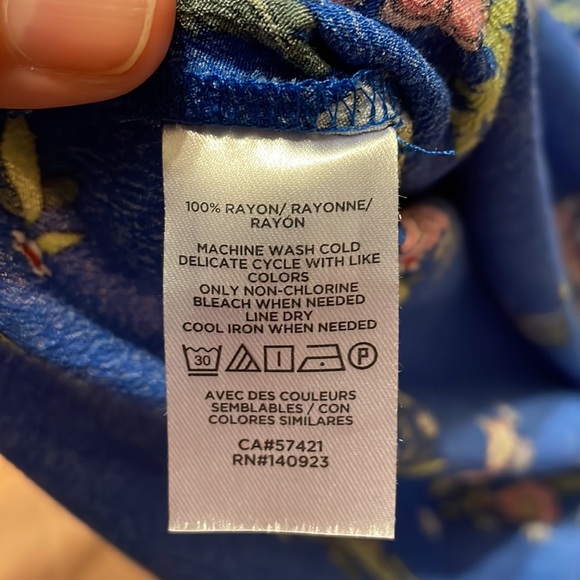 100% RAYON/ RAYONNE/
RAYÓN
MACHINE WASH COLD
DELICATE CYCLE WITH LIKE
COLORS
ONLY NON-CHLORINE
BLEACH WHEN NEEDED
LINE DRY
COOL IRON WHEN NEEDED
30 P
AVEC DES COULEURS
SEMBLABLES / CON
COLORES SIMILARES
CA#57421
RN#140923